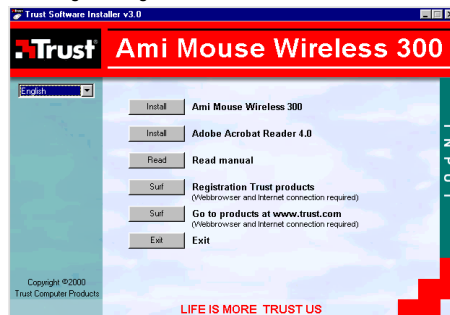 Trust Software Installer v3.0
Trust
Ami Mouse Wireless 300
English
Install Ami Mouse Wireless 300
Install Adobe Acrobat Reader 4.0
Read Read manual
Surf Registration Trust products
(Webbrowser and Internet connection required)
Surf Go to products at www.trust.com
(Webbrowser and Internet connection required)
Exit Exit
INPUT
Copyright ©2000
Trust Computer Products
LIFE IS MORE TRUST US